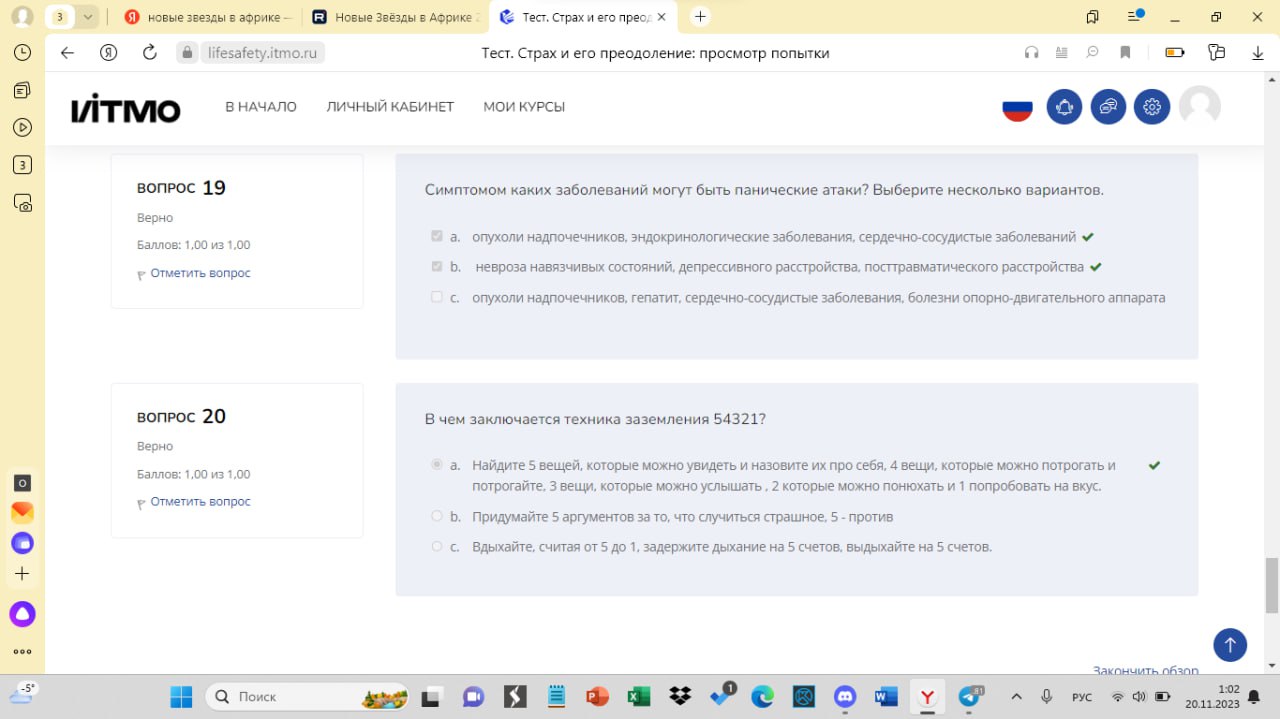 3
новые звезды в африке —
Новые Звёзды в Африке 2
Тест. Страх и его преод
lifesafety.itmo.ru
Тест. Страх и его преодоление: просмотр попытки
ИТМО
В НАЧАЛО
ЛИЧНЫЙ КАБИНЕТ
МОИ КУРСЫ
3
ВОПРОС 19
Верно
Баллов: 1,00 из 1,00
Отметить вопрос
Симптомом каких заболеваний могут быть панические атаки? Выберите несколько вариантов.
a. опухоли надпочечников, эндокринологические заболевания, сердечно-сосудистые заболеваний
b. невроза навязчивых состояний, депрессивного расстройства, посттравматического расстройства
c. опухоли надпочечников, гепатит, сердечно-сосудистые заболевания, болезни опорно-двигательного аппарата
ВОПРОС 20
Верно
Баллов: 1,00 из 1,00
Отметить вопрос
В чем заключается техника заземления 54321?
a. Найдите 5 вещей, которые можно увидеть и назовите их про себя, 4 вещи, которые можно потрогать и
потрогайте, 3 вещи, которые можно услышать , 2 которые можно понюхать и 1 попробовать на вкус.
b. Придумайте 5 аргументов за то, что случиться страшное, 5 - против
c. Вдыхайте, считая от 5 до 1, задержите дыхание на 5 счетов, выдыхайте на 5 счетов.
Закончить обзор
-5°
Поиск
1
81
РУС
1:02
20.11.2023